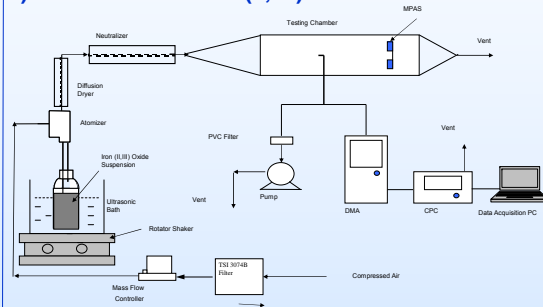 Neutralizer
Testing Chamber
MPAS
Vent
Diffusion
Dryer
Atomizer
Iron (II,III) Oxide
Suspension
Ultrasonic
Bath
Rotator Shaker
PVC Filter
Vent
Pump
DMA
Vent
CPC
Data Acquisition PC
Mass Flow
Controller
TSI 3074B
Filter
Compressed Air